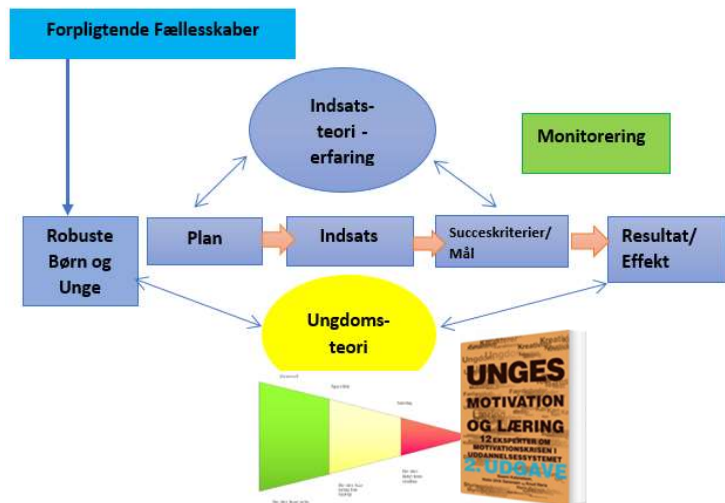 Forpligtende Fællesskaber
Indsats-
teori -
erfaring
Monitorering
Robuste
Børn og
Unge
Plan
Indsats
Succeskriterier/
Mål
Resultat/
Effekt
Ungdoms-
teori
UNGES
MOTIVATION
OG LÆRING
12 EKSPERTER OM
MOTIVATIONSKRISEN I
UDDANNELSESSYSTEMET
2. UDGAVE